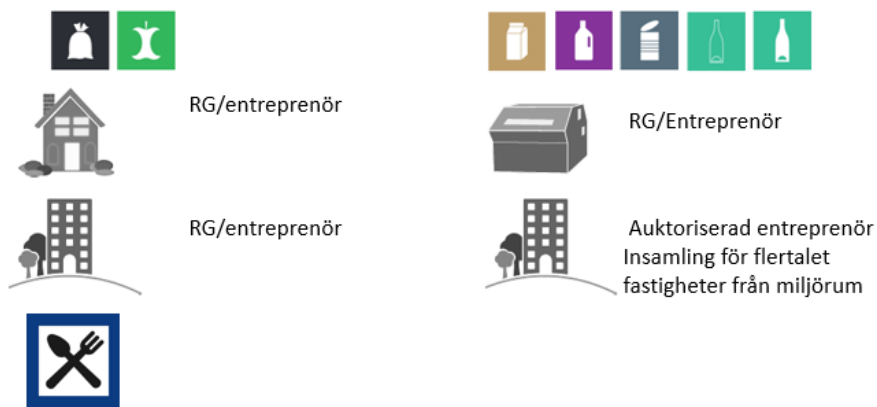 RG/entreprenör
RG/Entreprenör
RG/entreprenör
Auktoriserad entreprenör
Insamling för flertalet
fastigheter från miljörum